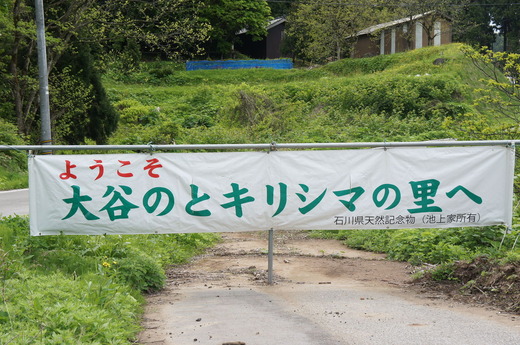 ようこそ
大谷のとキリシマの里へ
石川県天然記念物（池上家所有）